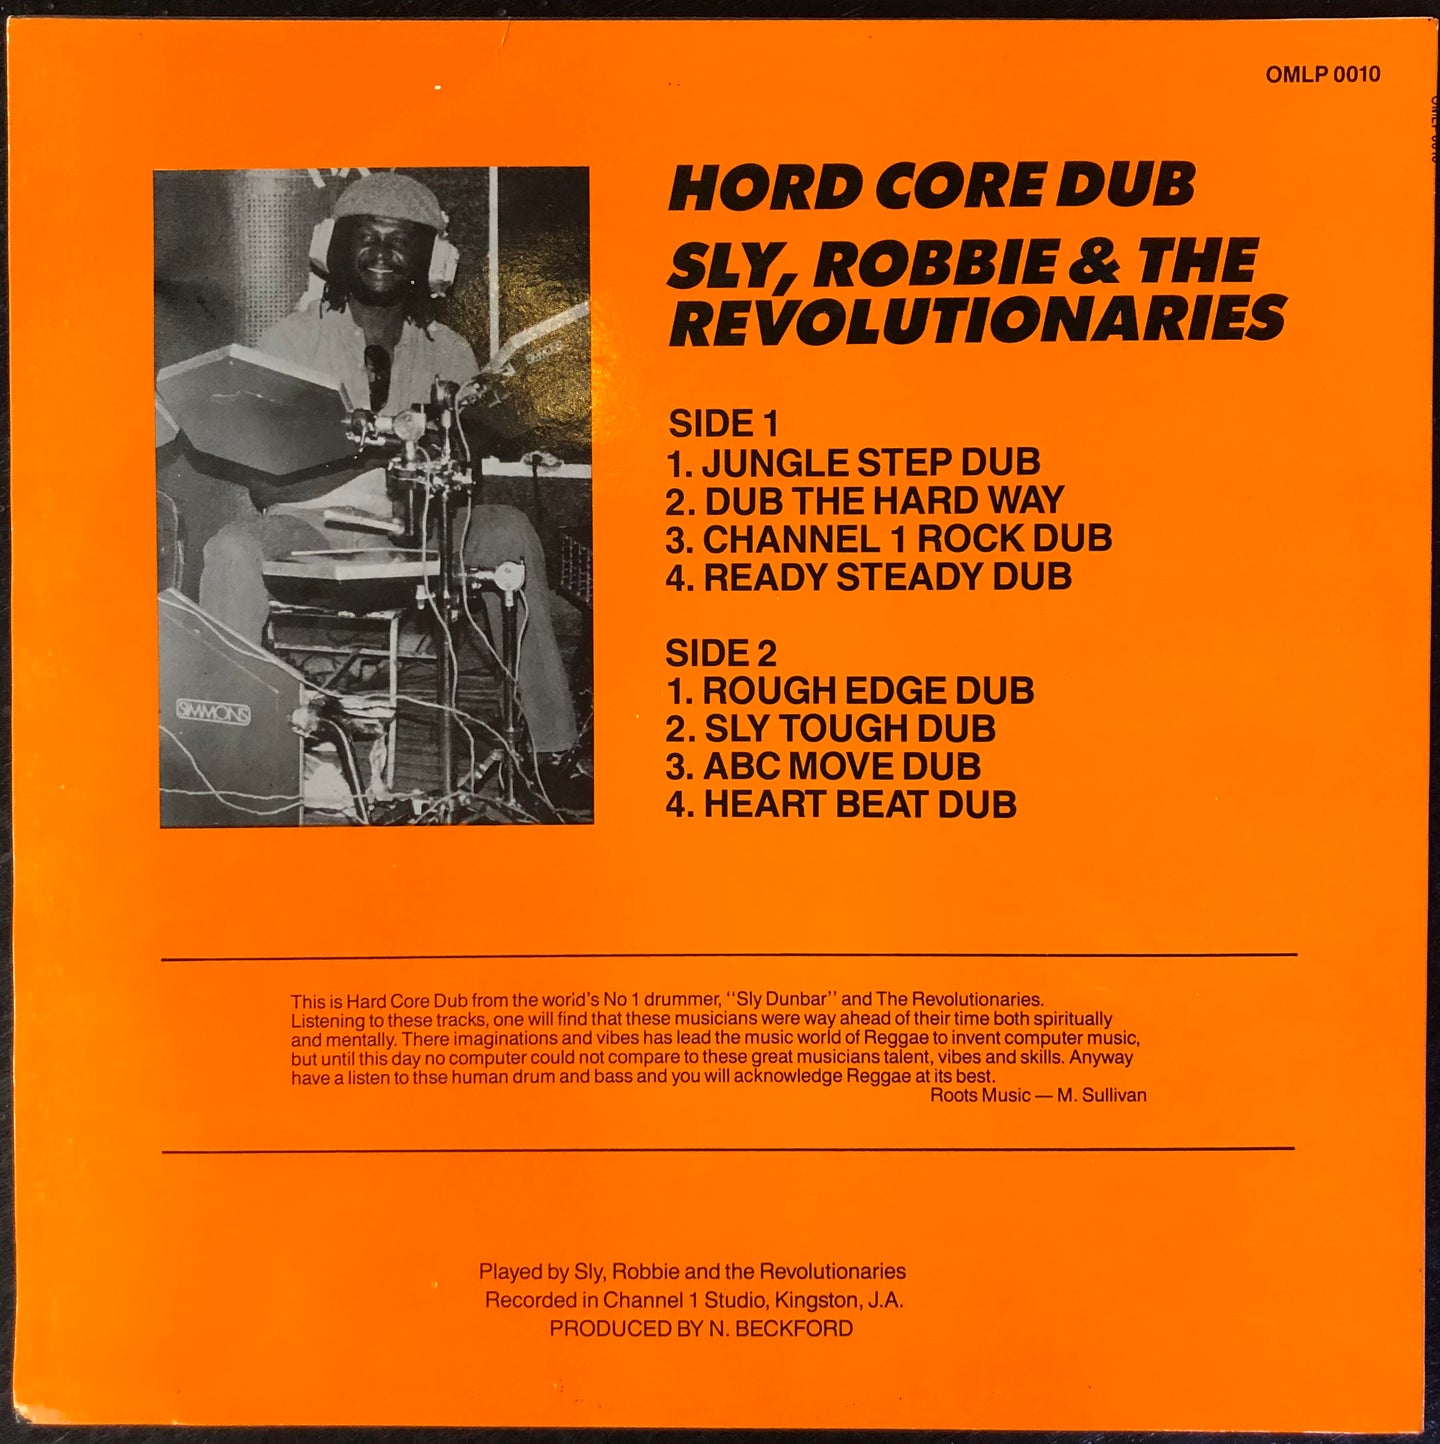 OMLP 0010
HORD CORE DUB
SLY, ROBBIE & THE
REVOLUTIONARIES
SIDE 1
1. JUNGLE STEP DUB
2. DUB THE HARD WAY
3. CHANNEL 1 ROCK DUB
4. READY STEADY DUB
SIDE 2
1. ROUGH EDGE DUB
2. SLY TOUGH DUB
3. ABC MOVE DUB
4. HEART BEAT DUB
SIMMONS
This is Hard Core Dub from the world's No 1 drummer, ''Sly Dunbar'' and The Revolutionaries.
Listening to these tracks, one will find that these musicians were way ahead of their time both spiritually
and mentally. There imaginations and vibes has lead the music world of Reggae to invent computer music,
but until this day no computer could not compare to these great musicians talent, vibes and skills. Anyway
have a listen to thse human drum and bass and you will acknowledge Reggae at its best.
Roots Music — M. Sullivan
Played by Sly, Robbie and the Revolutionaries
Recorded in Channel 1 Studio, Kingston, J.A.
PRODUCED BY N. BECKFORD